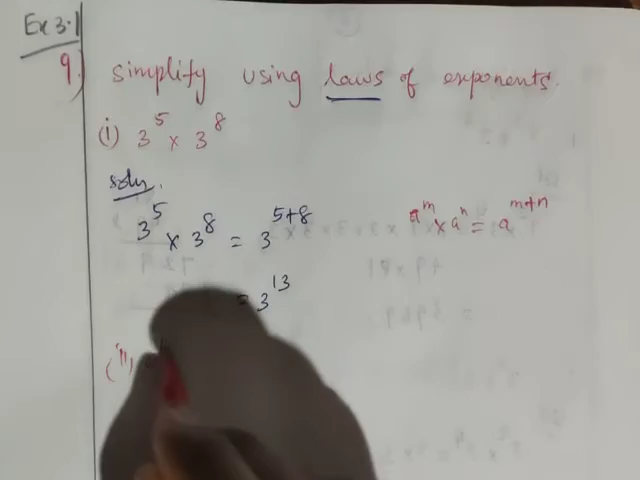 Ex 3.1
9.) simplify using laws of exponents.
(i) 3^5 x 3^8
soln.
3^5 x 3^8 = 3^(5+8) a^m x a^n = a^(m+n)
= 3^13
(ii)